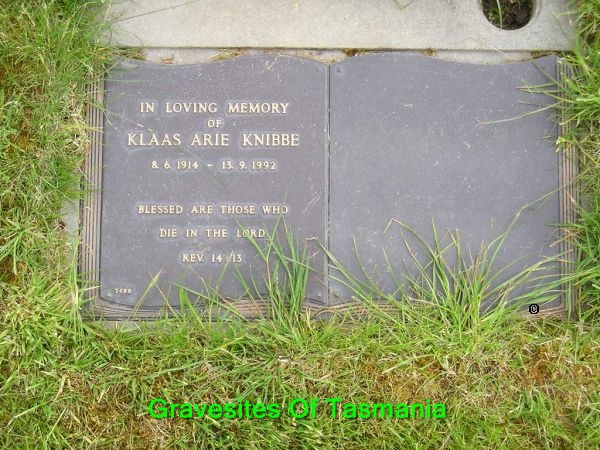 IN LOVING MEMORY
OF
KLAAS ARIE KNIBBE
8. 6. 1914 - 13. 9. 1992
BLESSED ARE THOSE WHO
DIE IN THE LORD
REV. 14 : 13
Gravesites Of Tasmania